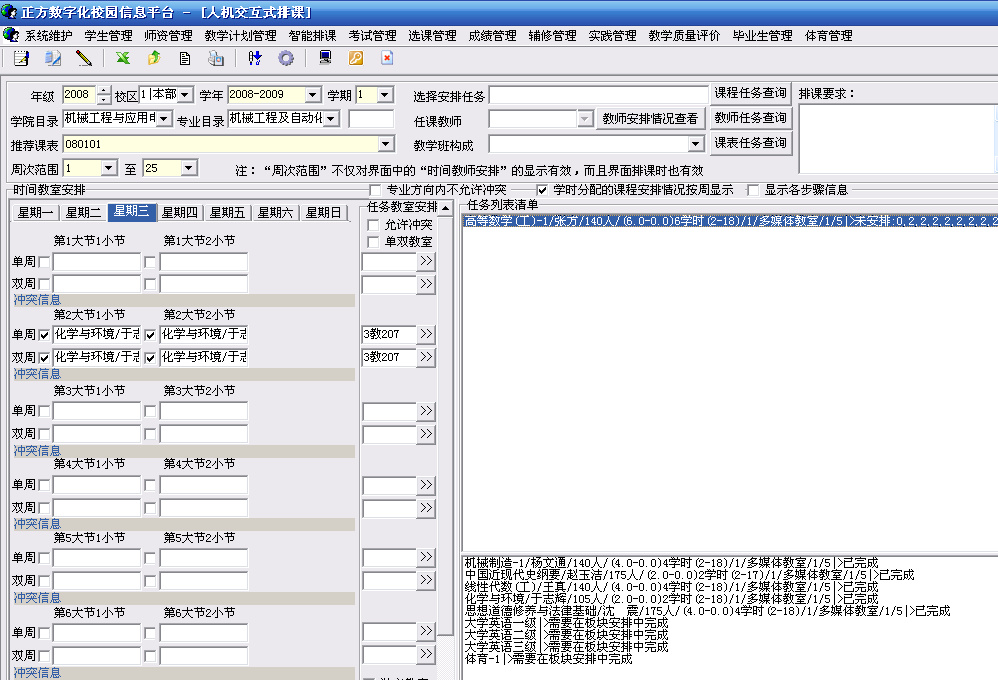 正方数字化校园信息平台 - [人机交互式排课]
系统维护 学生管理 师资管理 教学计划管理 智能排课 考试管理 选课管理 成绩管理 辅修管理 实践管理 教学质量评价 毕业生管理 体育管理
年级 2008 校区 1|本部 学年 2008-2009 学期 1 选择安排任务 课程任务查询 排课要求:
学院目录 机械工程与应用电 专业目录 机械工程及自动化 任课教师 教师安排情况查看 教师任务查询
推荐课表 080101 教学班构成 课表任务查询
周次范围 1 至 25 注:“周次范围”不仅对界面中的“时间教师安排”的显示有效,而且界面排课时也有效
时间教室安排 专业方向内不允许冲突 学时分配的课程安排情况按周显示 显示各步骤信息
星期一 星期二 星期三 星期四 星期五 星期六 星期日 任务教室安排
允许冲突
单双教室
第1大节1小节 第1大节2小节
单周 >>
双周 >>
冲突信息
第2大节1小节 第2大节2小节
单周 化学与环境/于志 化学与环境/于志 3教207 >>
双周 化学与环境/于志 化学与环境/于志 3教207 >>
冲突信息
第3大节1小节 第3大节2小节
单周 >>
双周 >>
冲突信息
第4大节1小节 第4大节2小节
单周 >>
双周 >>
冲突信息
第5大节1小节 第5大节2小节
单周 >>
双周 >>
冲突信息
第6大节1小节 第6大节2小节
单周 >>
双周 >>
冲突信息
任务列表清单
高等数学(工)-1/张方/140人/(6.0-0.0)6学时(2-18)/1/多媒体教室/1/5|>未安排:0,2,2,2,2,2,2,2
机械制造-1/杨文通/140人/(4.0-0.0)4学时(2-18)/1/多媒体教室/1/5|>已完成
中国近现代史纲要/赵玉洁/175人/(2.0-0.0)2学时(2-17)/1/多媒体教室/1/5|>已完成
线性代数(工)/王真/140人/(4.0-0.0)4学时(2-18)/1/多媒体教室/1/5|>已完成
化学与环境/于志辉/105人/(2.0-0.0)2学时(2-18)/1/多媒体教室/1/5|>已完成
思想道德修养与法律基础/沈 震/175人/(4.0-0.0)4学时(2-18)/1/多媒体教室/1/5|>已完成
大学英语一级|>需要在板块安排中完成
大学英语二级|>需要在板块安排中完成
大学英语三级|>需要在板块安排中完成
体育-1|>需要在板块安排中完成